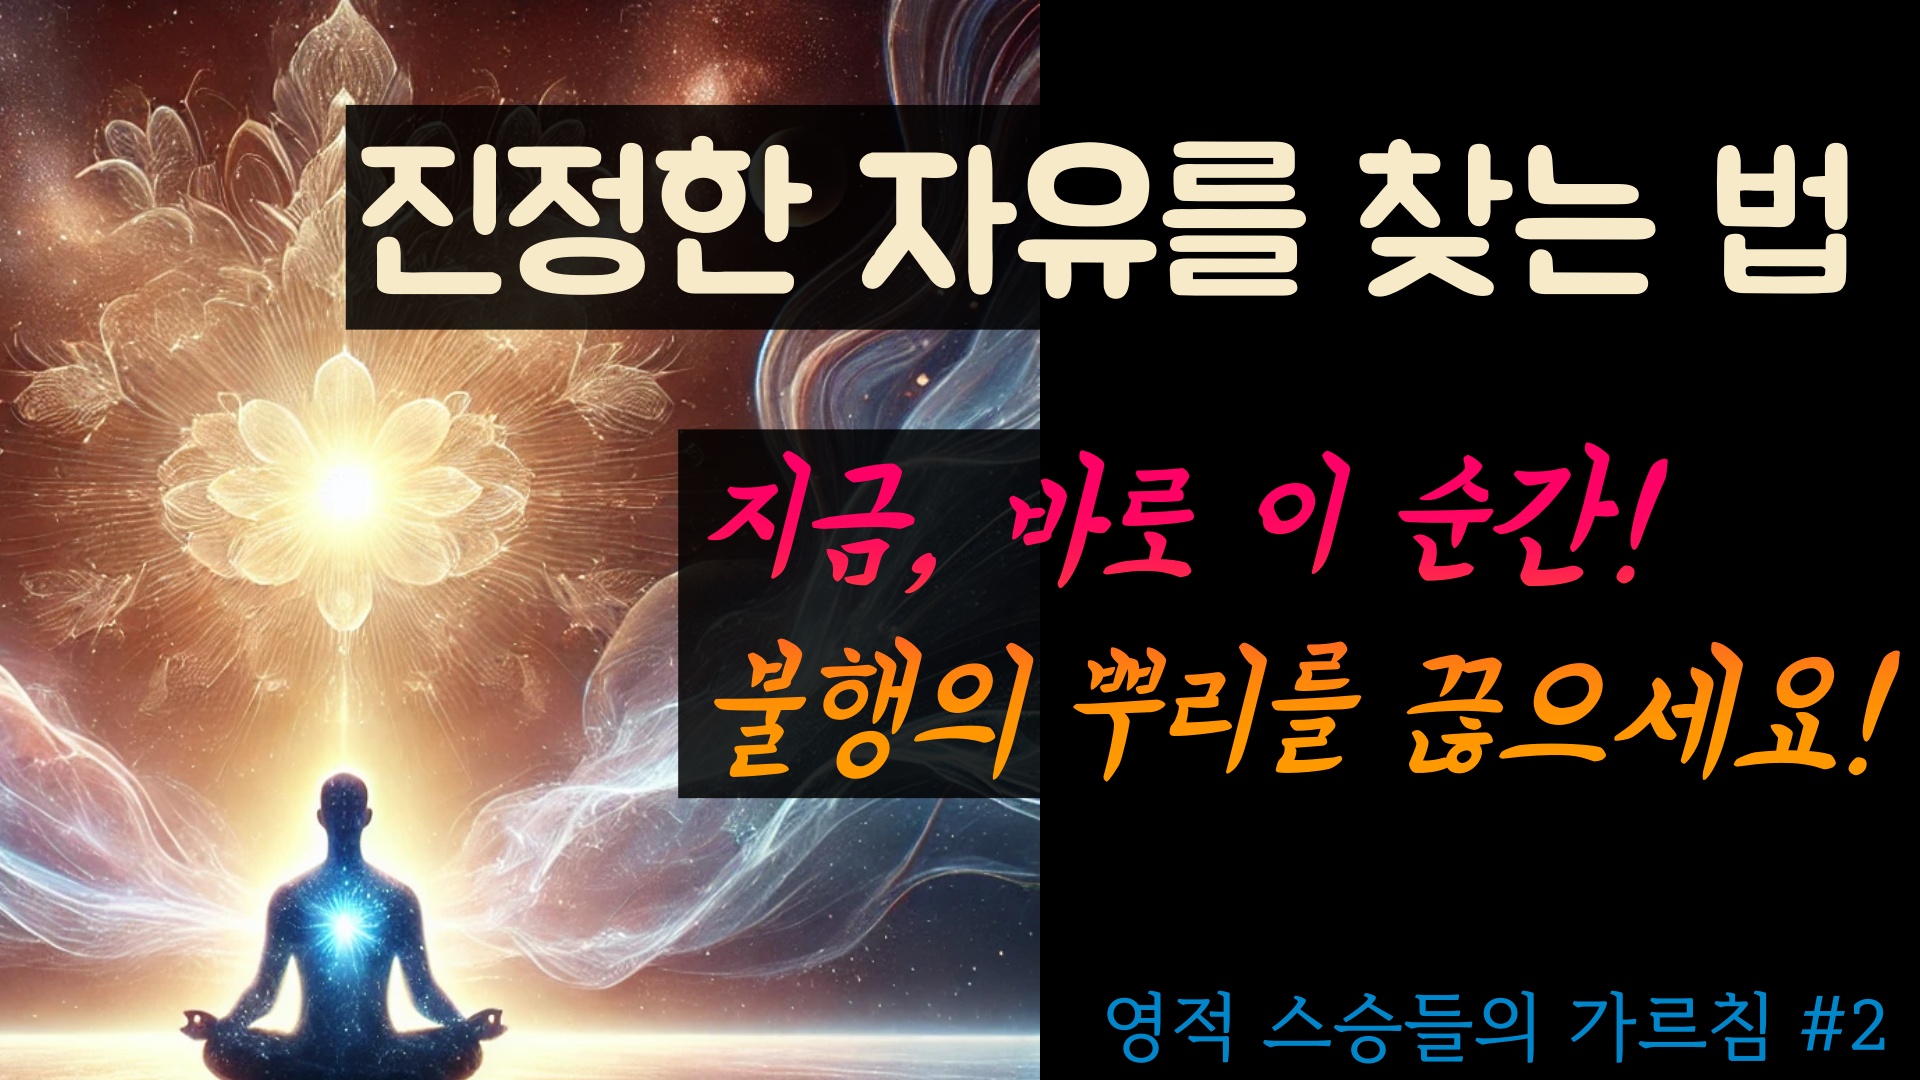 진정한 자유를 찾는 법
지금, 바로 이 순간!
불행의 뿌리를 끊으세요!
영적 스승들의 가르침 #2